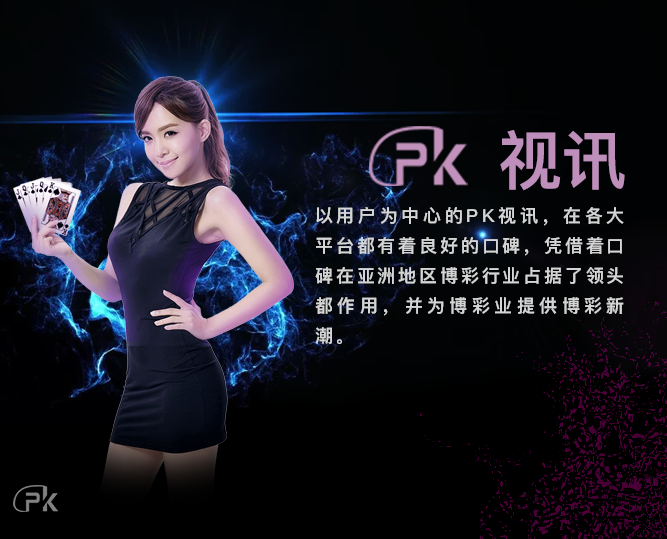 PK 视讯
以用户为中心的PK视讯，在各大
平台都有着良好的口碑，凭借着口
碑在亚洲地区博彩行业占据了领头
都作用，并为博彩业提供博彩新
潮。
PK